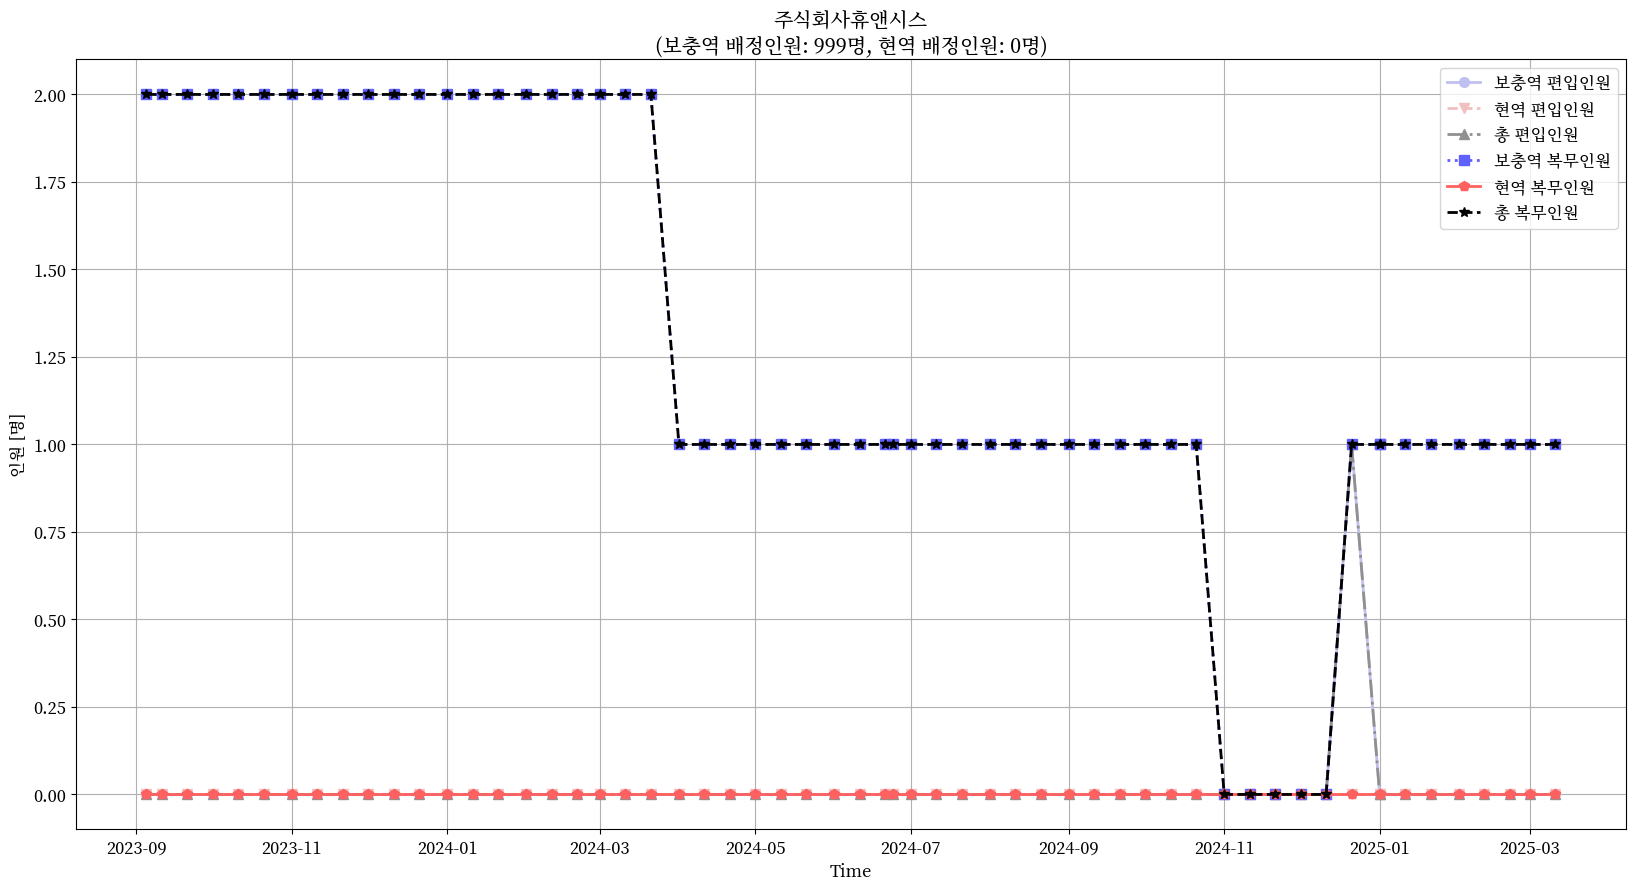 주식회사휴앤시스
(보충역 배정인원: 999명, 현역 배정인원: 0명)
보충역 편입인원
현역 편입인원
총 편입인원
보충역 복무인원
현역 복무인원
총 복무인원
인원 [명]
2.00
1.75
1.50
1.25
1.00
0.75
0.50
0.25
0.00
2023-09 2023-11 2024-01 2024-03 2024-05 2024-07 2024-09 2024-11 2025-01 2025-03
Time